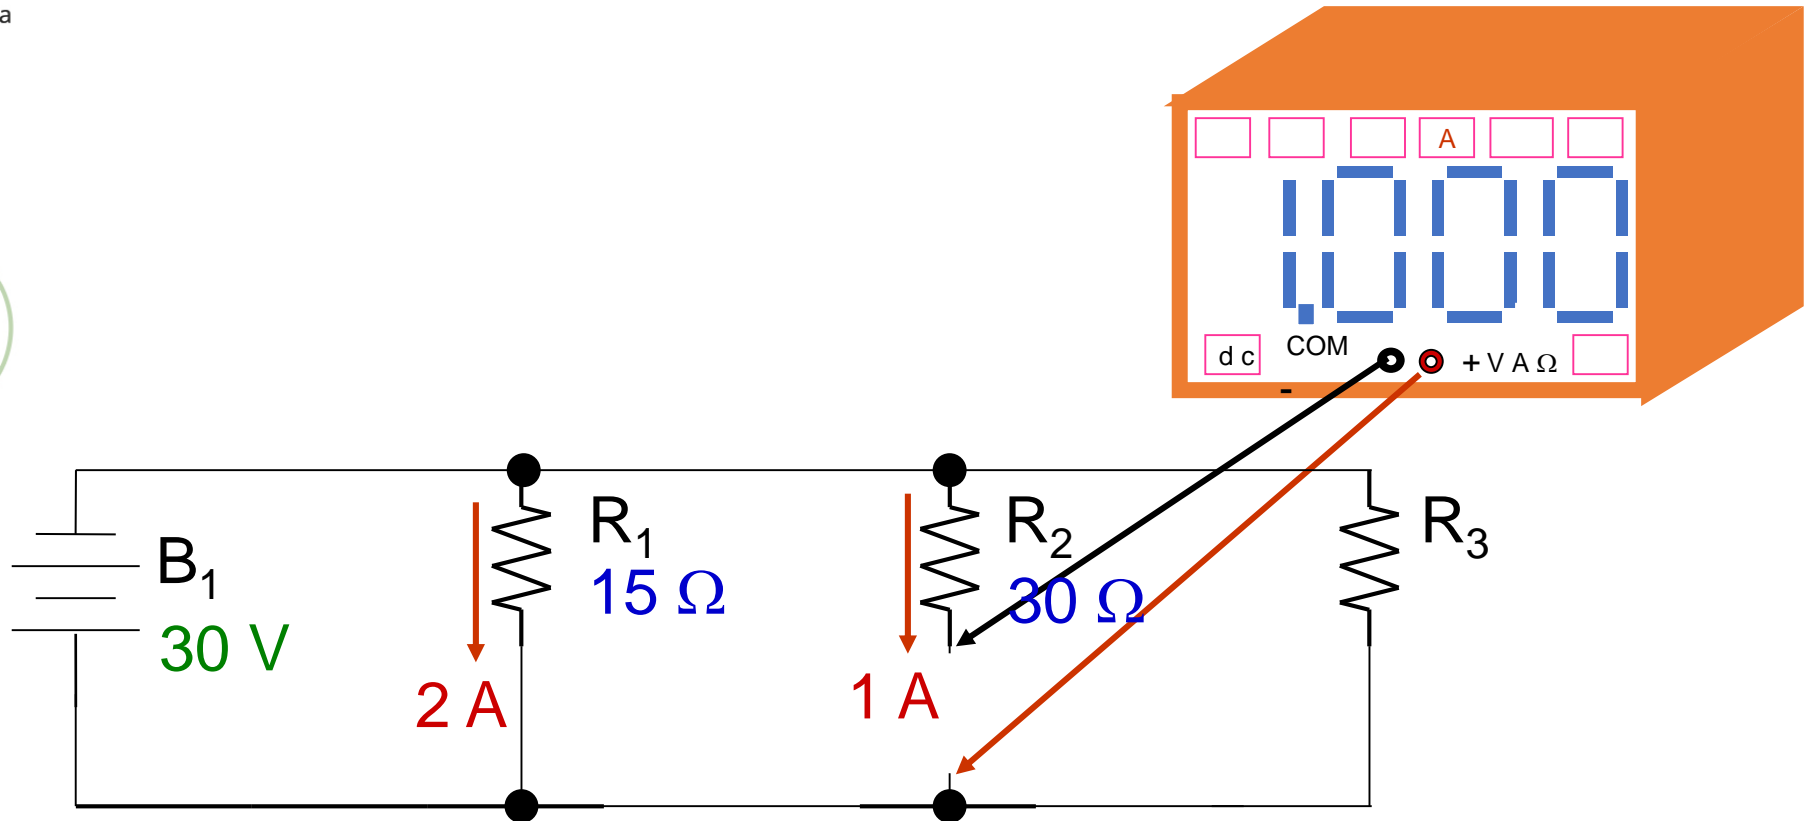 a
A
1.000
d c
COM
-
+ V A Ω
R1
15 Ω
R2
30 Ω
R3
B1
30 V
2 A
1 A